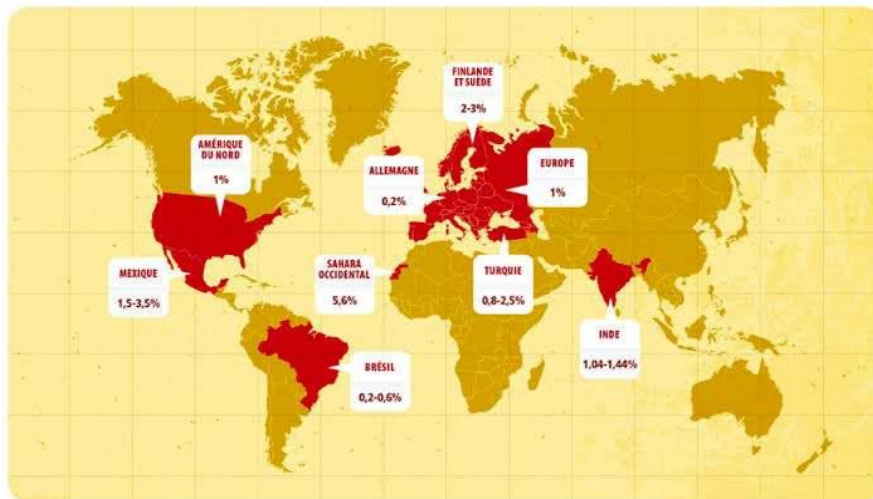 FINLANDE
ET SUÈDE
2-3%
AMÉRIQUE
DU NORD
1%
ALLEMAGNE
0,2%
EUROPE
1%
MEXIQUE
1,5-3,5%
SAHARA
OCCIDENTAL
5,6%
TURQUIE
0,8-2,5%
INDE
1,04-1,44%
BRÉSIL
0,2-0,6%